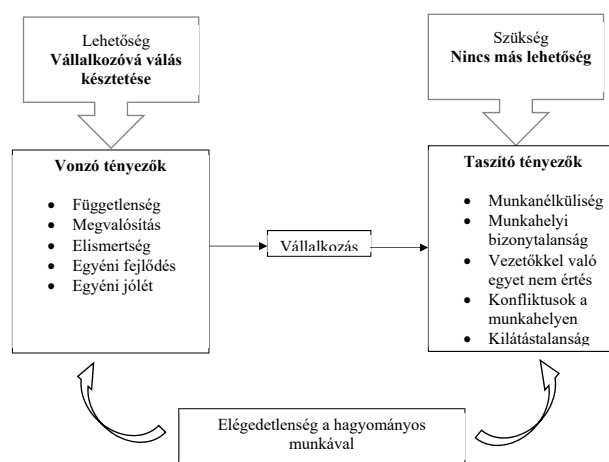 Lehetőség
Vállalkozóvá válás
késztetése
Szükség
Nincs más lehetőség
Vonzó tényezők
• Függetlenség
• Megvalósítás
• Elismertség
• Egyéni fejlődés
• Egyéni jólét
Vállalkozás
Taszító tényezők
• Munkanélküliség
• Munkahelyi
bizonytalanság
• Vezetőkkel való
egyet nem értés
• Konfliktusok a
munkahelyen
• Kilátástalanság
Elégedetlenség a hagyományos
munkával